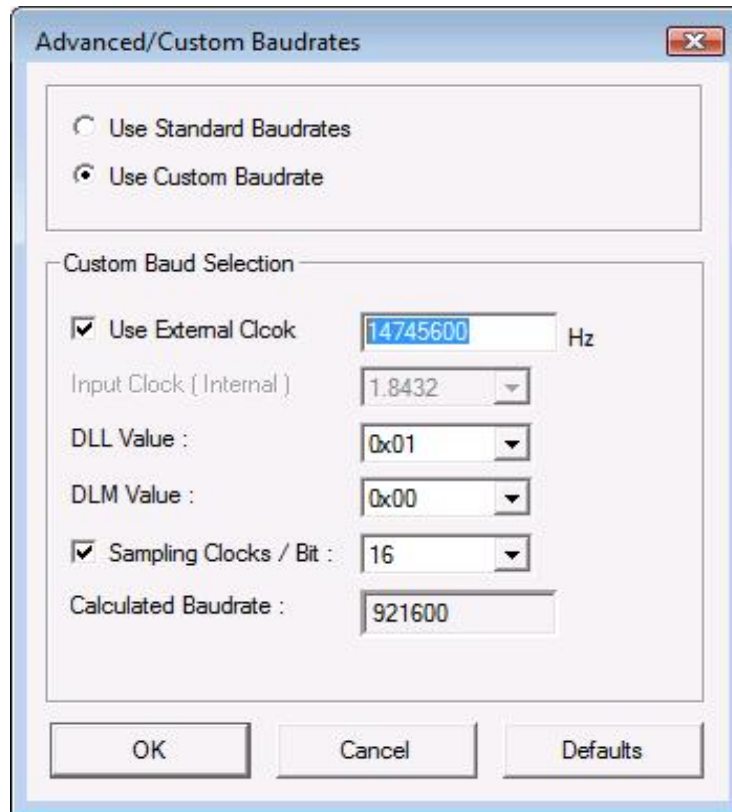 Advanced/Custom Baudrates
Use Standard Baudrates
Use Custom Baudrate
Custom Baud Selection
Use External Clcok 14745600 Hz
Input Clock ( Internal ) 1.8432
DLL Value : 0x01
DLM Value : 0x00
Sampling Clocks / Bit : 16
Calculated Baudrate : 921600
OK Cancel Defaults